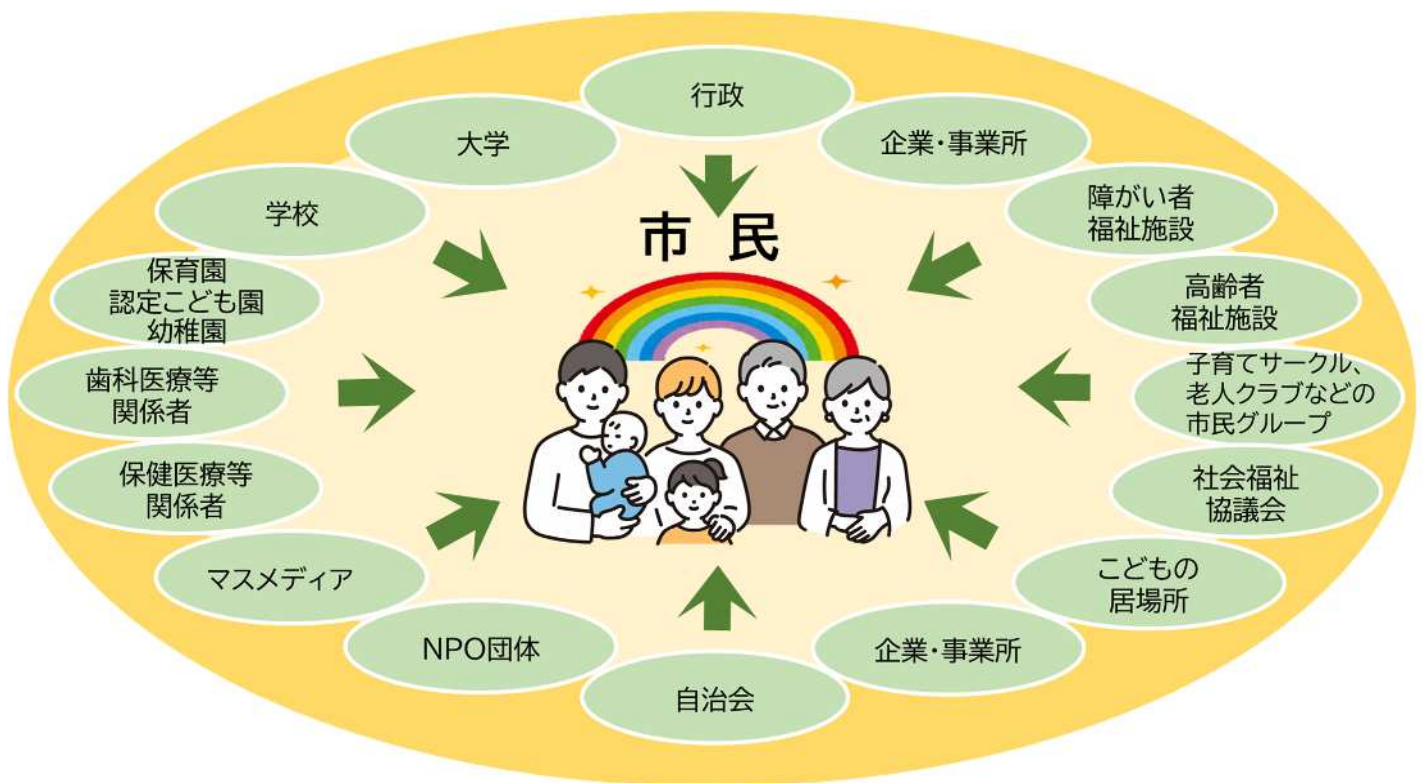 行政
大学
企業・事業所
学校
障がい者
福祉施設
市 民
保育園
認定こども園
幼稚園
高齢者
福祉施設
歯科医療等
関係者
子育てサークル、
老人クラブなどの
市民グループ
保健医療等
関係者
社会福祉
協議会
マスメディア
こどもの
居場所
NPO団体
企業・事業所
自治会